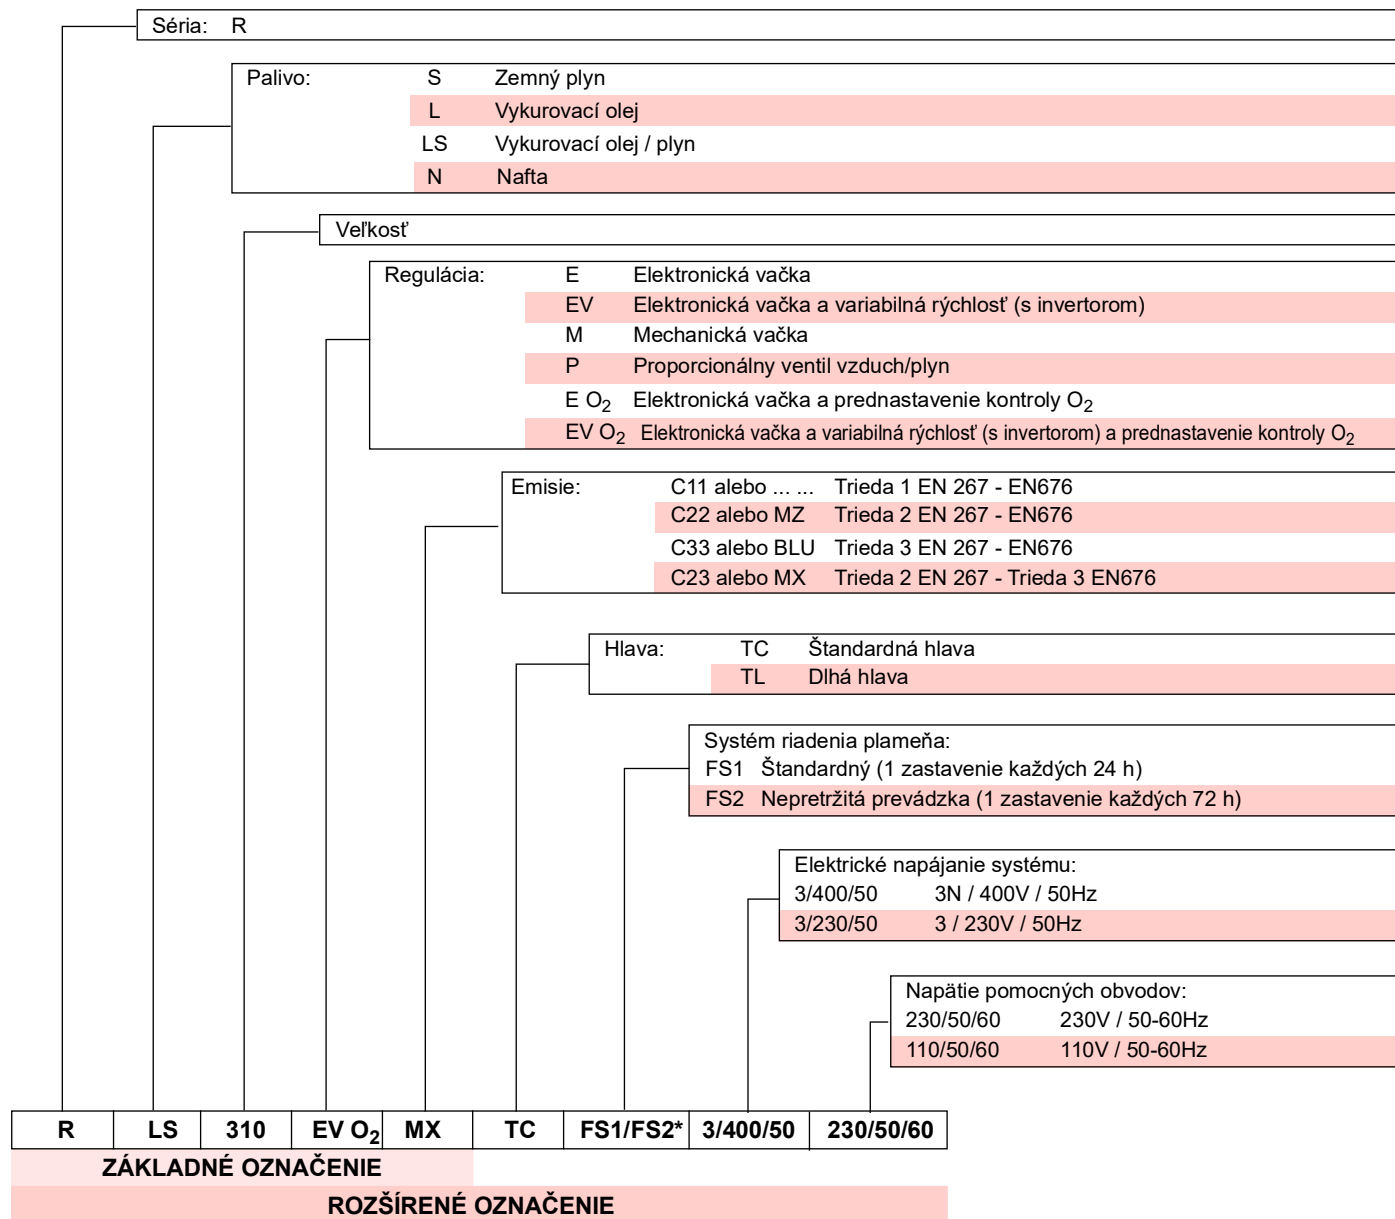 Séria: R
Palivo: S Zemný plyn
L Vykurovací olej
LS Vykurovací olej / plyn
N Nafta
Veľkosť
Regulácia: E Elektronická vačka
EV Elektronická vačka a variabilná rýchlosť (s invertorom)
M Mechanická vačka
P Proporcionálny ventil vzduch/plyn
E O2 Elektronická vačka a prednastavenie kontroly O2
EV O2 Elektronická vačka a variabilná rýchlosť (s invertorom) a prednastavenie kontroly O2
Emisie: C11 alebo ... ... Trieda 1 EN 267 - EN676
C22 alebo MZ Trieda 2 EN 267 - EN676
C33 alebo BLU Trieda 3 EN 267 - EN676
C23 alebo MX Trieda 2 EN 267 - Trieda 3 EN676
Hlava: TC Štandardná hlava
TL Dlhá hlava
Systém riadenia plameňa:
FS1 Štandardný (1 zastavenie každých 24 h)
FS2 Nepretržitá prevádzka (1 zastavenie každých 72 h)
Elektrické napájanie systému:
3/400/50 3N / 400V / 50Hz
3/230/50 3 / 230V / 50Hz
Napätie pomocných obvodov:
230/50/60 230V / 50-60Hz
110/50/60 110V / 50-60Hz
R LS 310 EV O2 MX TC FS1/FS2* 3/400/50 230/50/60
ZÁKLADNÉ OZNAČENIE
ROZŠÍRENÉ OZNAČENIE